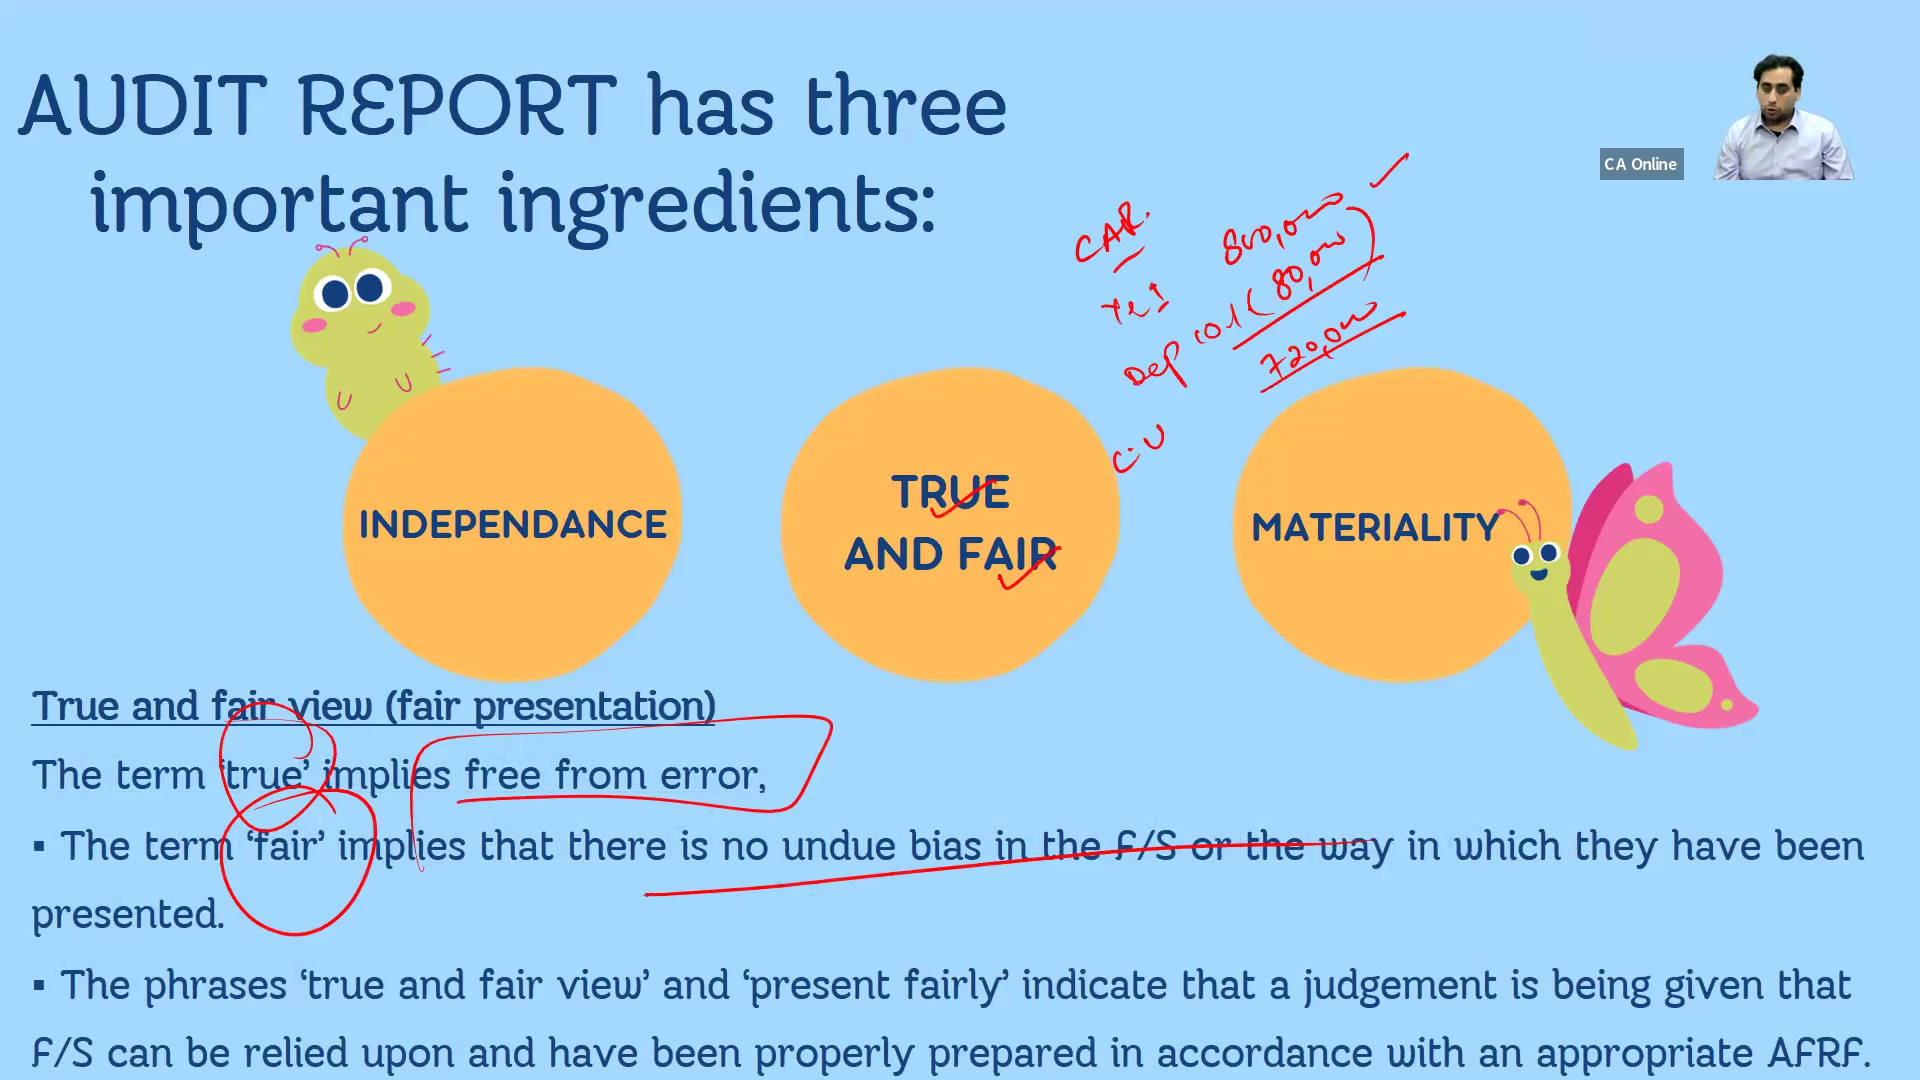 AUDIT REPORT has three
important ingredients:
CA Online
CAR.
800,000
Dep 10% (80,000)
720,000
INDEPENDANCE
TRUE
AND FAIR
MATERIALITY
True and fair view (fair presentation)
The term ‘true’ implies free from error,
▪ The term ‘fair’ implies that there is no undue bias in the F/S or the way in which they have been
presented.
▪ The phrases ‘true and fair view’ and ‘present fairly’ indicate that a judgement is being given that
F/S can be relied upon and have been properly prepared in accordance with an appropriate AFRF.